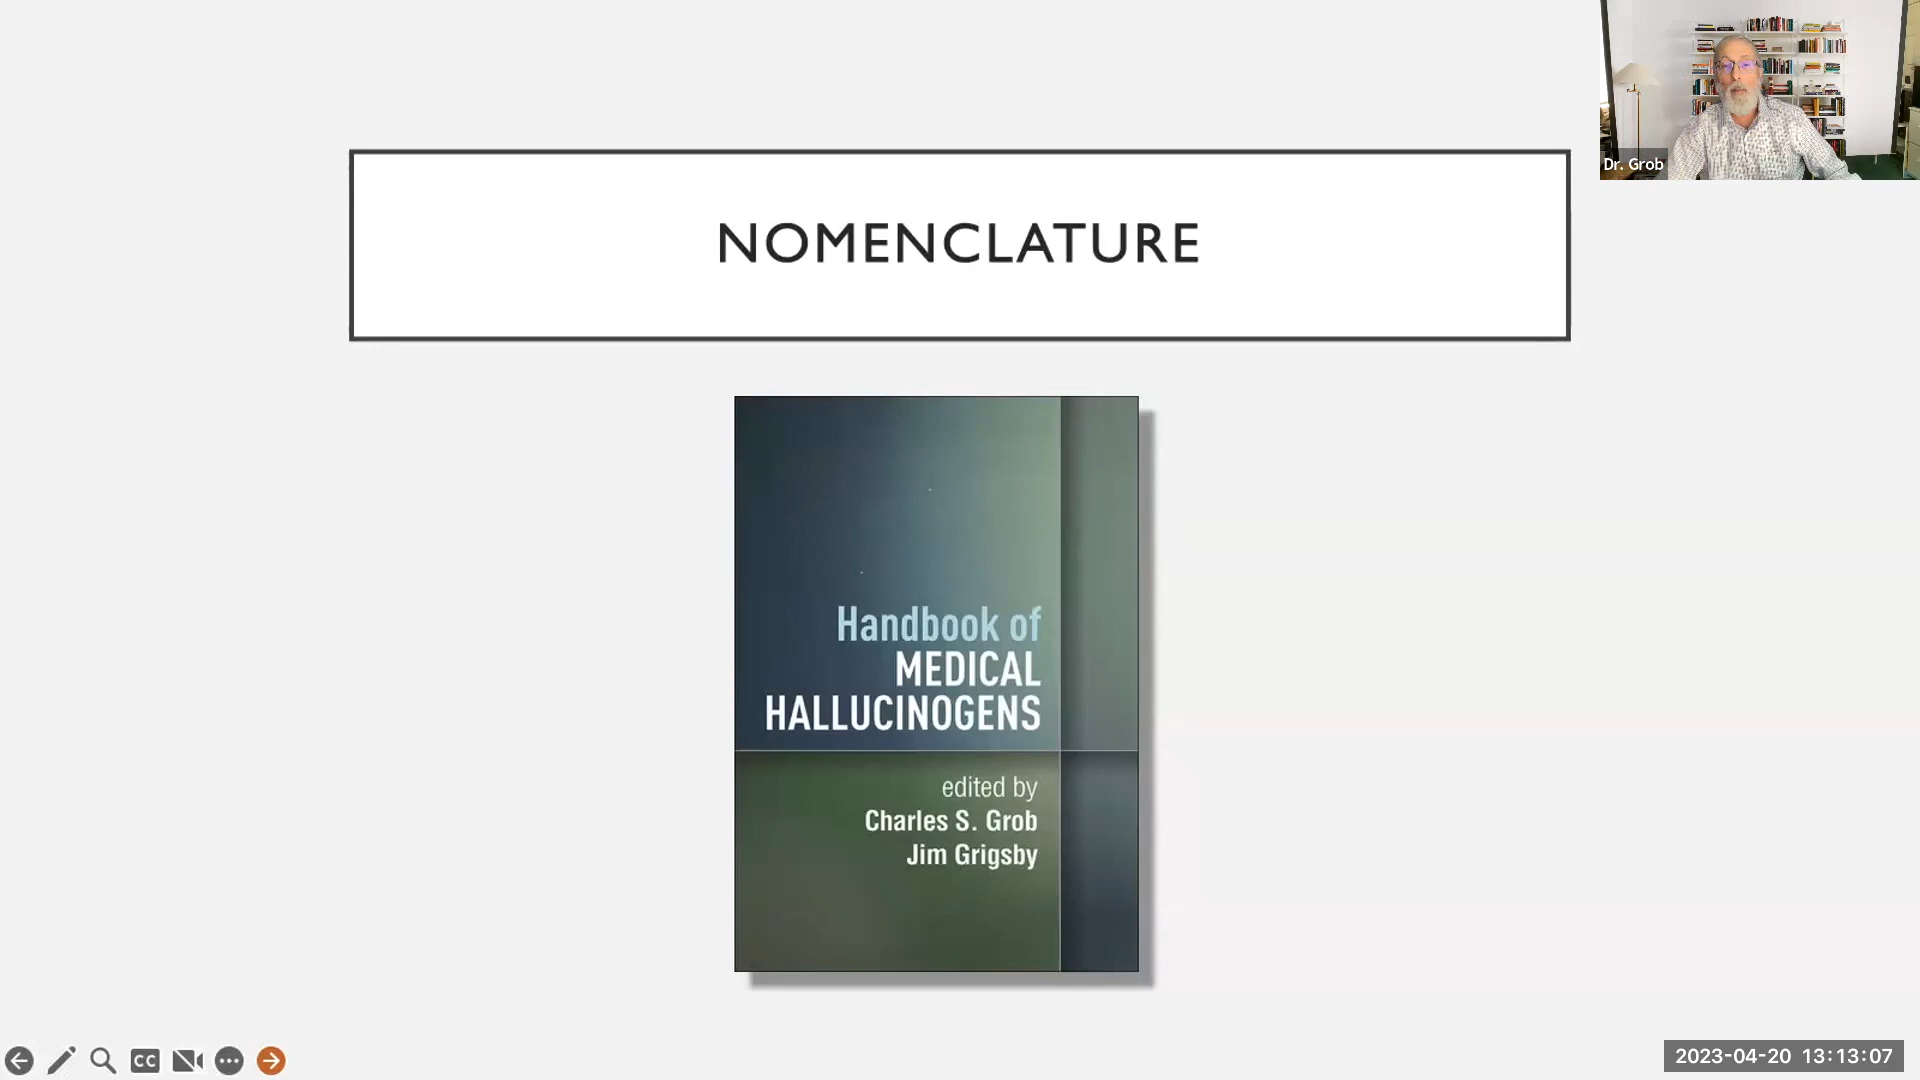 Dr. Grob
NOMENCLATURE
Handbook of
MEDICAL
HALLUCINOGENS
edited by
Charles S. Grob
Jim Grigsby
CC
2023-04-20 13:13:07